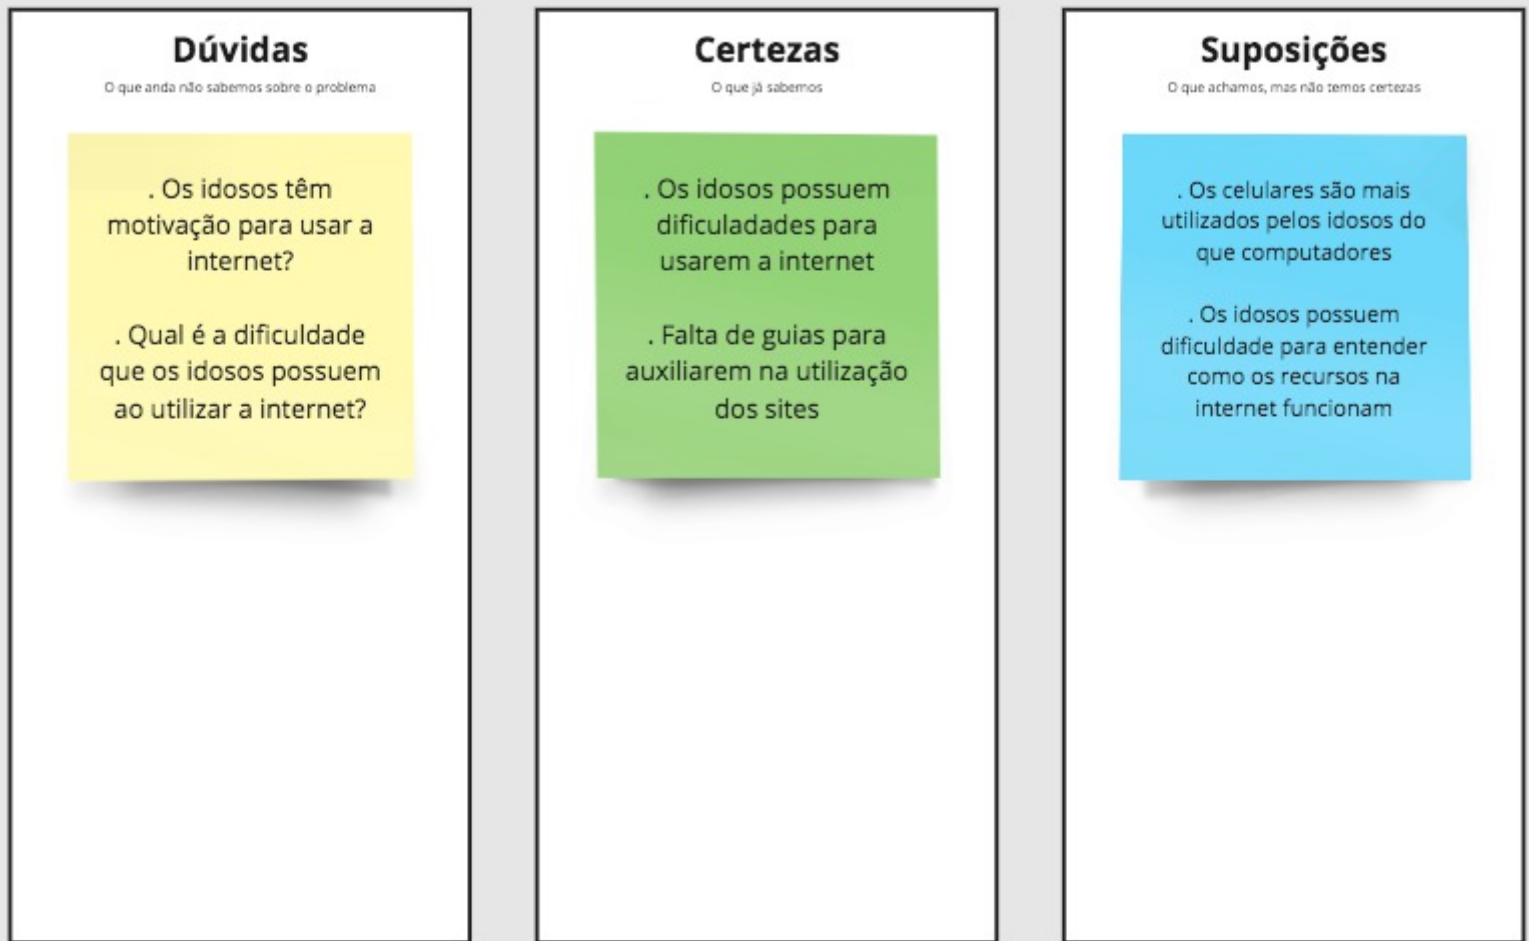 Dúvidas
O que anda não sabemos sobre o problema
. Os idosos têm
motivação para usar a
internet?
. Qual é a dificuldade
que os idosos possuem
ao utilizar a internet?
Certezas
O que já sabemos
. Os idosos possuem
dificuladades para
usarem a internet
. Falta de guias para
auxiliarem na utilização
dos sites
Suposições
O que achamos, mas não temos certezas
. Os celulares são mais
utilizados pelos idosos do
que computadores
. Os idosos possuem
dificuldade para entender
como os recursos na
internet funcionam